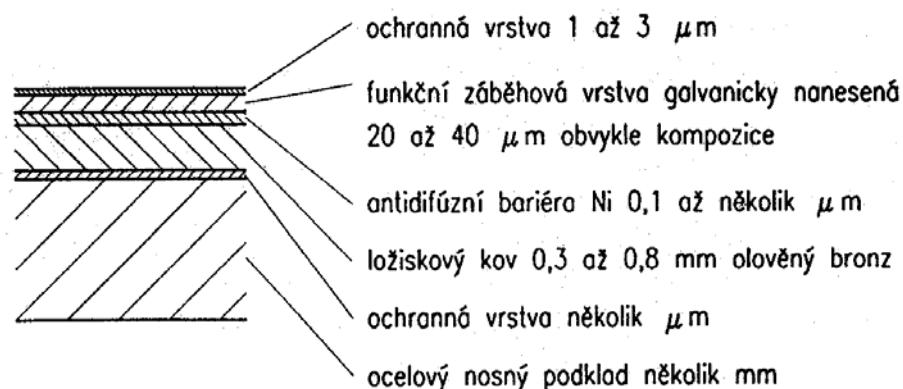 ochranná vrstva 1 až 3 μm
funkční záběhová vrstva galvanicky nanesená
20 až 40 μm obvykle kompozice
antidifúzní bariéra Ni 0,1 až několik μm
ložiskový kov 0,3 až 0,8 mm olověný bronz
ochranná vrstva několik μm
ocelový nosný podklad několik mm